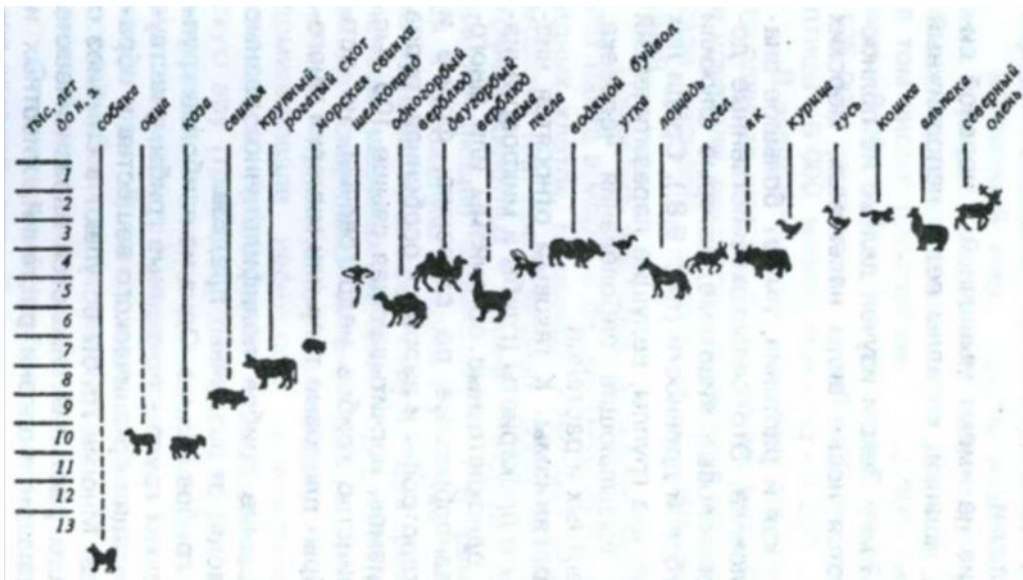 тыс. лет
до н. э.
собака
овца
коза
свинья
крупный
рогатый скот
морская свинка
шелкопряд
одногорбый
верблюд
двугорбый
верблюд
лама
пчела
водяной буйвол
утка
лошадь
осел
як
курица
гусь
кошка
альпака
северный
олень
1
2
3
4
5
6
7
8
9
10
11
12
13